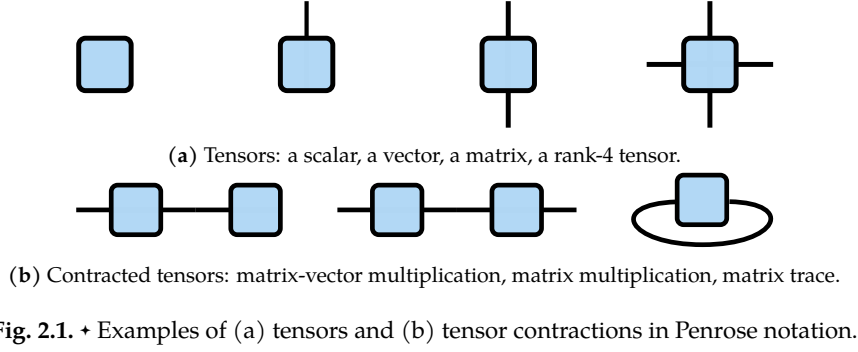 (a) Tensors: a scalar, a vector, a matrix, a rank-4 tensor.
(b) Contracted tensors: matrix-vector multiplication, matrix multiplication, matrix trace.
Fig. 2.1. ✦ Examples of (a) tensors and (b) tensor contractions in Penrose notation.